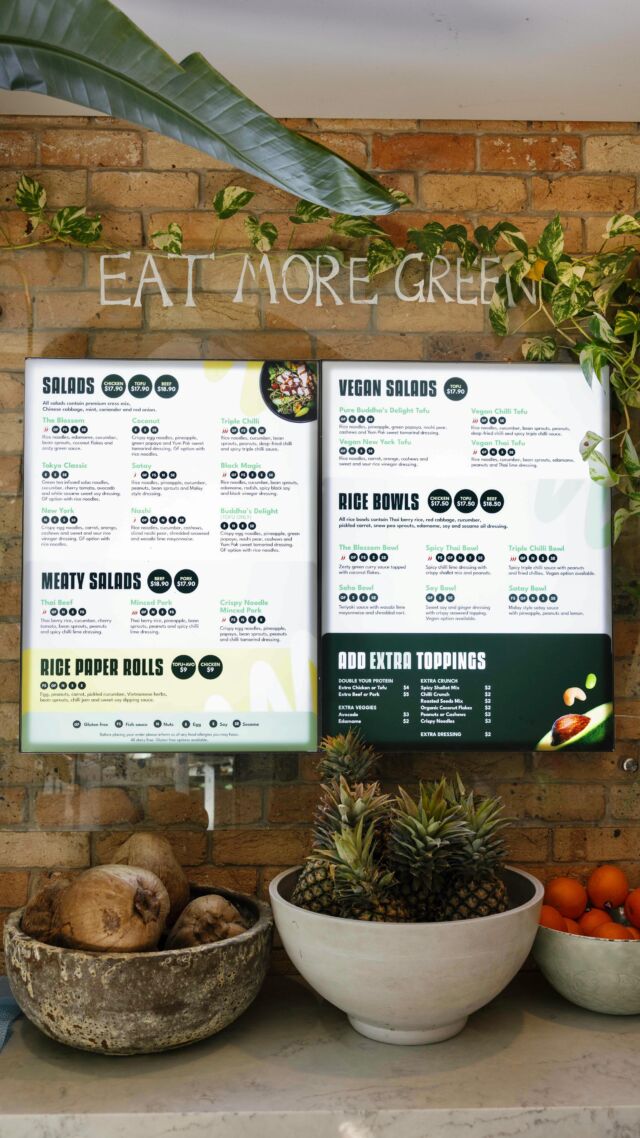 EAT MORE GREEN
SALADS
CHICKEN $17.90
TOFU $17.90
BEEF $18.90
All salads contain premium cress mix,
Chinese cabbage, mint, coriander and red onion.
The Blossom
Rice noodles, edamame, cucumber,
bean sprouts, coconut flakes and
zesty green sauce.
Coconut
Crispy egg noodles, pineapple,
green papaya and Yum Pak sweet
tamarind dressing. GF option with
rice noodles.
Triple Chilli
Rice noodles, cucumber, bean
sprouts, peanuts, deep-fried chilli
and spicy triple chilli sauce.
Tokyo Classic
Green tea infused soba noodles,
cucumber, cherry tomato, avocado
and white sesame sweet soy dressing.
GF option with rice noodles.
Satay
Rice noodles, pineapple, cucumber,
peanuts, bean sprouts and Malay
style dressing.
Black Magic
Rice noodles, cucumber, bean sprouts,
and black vinegar dressing.
New York
Crispy egg noodles, carrot, orange,
cashews and sweet and sour rice
vinegar dressing. GF option with
rice noodles.
Nashi
Rice noodles, cucumber, cashews,
sliced nashi pear, shredded seaweed
and wasabi lime mayonnaise.
Buddha's Delight
Crispy egg noodles, pineapple, green
papaya, nashi pear, cashews and
Yum Pak sweet tamarind dressing.
GF option with rice noodles.
MEATY SALADS
BEEF $18.90
PORK $17.90
Thai Beef
Thai berry rice, cucumber, cherry
tomato, bean sprouts, peanuts
and spicy chilli lime dressing.
Minced Pork
Thai berry rice, pineapple, bean
sprouts, peanuts and spicy chilli
lime dressing.
Crispy Noodle
Minced Pork
Crispy egg noodles, pineapple,
papaya, bean sprouts, peanuts
and chilli tamarind dressing.
RICE PAPER ROLLS
TOFU+AVO $9
CHICKEN $9
Egg, peanuts, carrot, pickled cucumber, Vietnamese herbs,
bean sprouts, chilli jam and sweet soy dipping sauce.
GF Gluten free
FS Fish sauce
N Nuts
E Egg
S Soy
SE Sesame
Before placing your order please inform us of any food allergies you may have.
VEGAN SALADS
TOFU $17.90
Pure Buddha's Delight Tofu
Rice noodles, pineapple, green papaya, nashi pear,
cashews and Yum Pak sweet tamarind dressing.
Vegan Chilli Tofu
Rice noodles, cucumber, bean sprouts, peanuts,
deep-fried chilli and spicy triple chilli sauce.
Vegan New York Tofu
Rice noodles, carrot, orange, cashews and
sweet and sour rice vinegar dressing.
Vegan Thai Tofu
Rice noodles, cucumber, bean sprouts, edamame,
peanuts and Thai lime dressing.
RICE BOWLS
CHICKEN $17.50
TOFU $17.50
BEEF $18.50
All rice bowls contain Thai berry rice, red cabbage, cucumber,
pickled carrot, snow pea sprouts, edamame, soy and sesame oil dressing.
The Blossom Bowl
Zesty green curry sauce topped
with coconut flakes.
Spicy Thai Bowl
Spicy chilli lime dressing with
crispy shallot mix and peanuts.
Triple Chilli Bowl
Spicy triple chilli sauce with peanuts
and fried chillies. Vegan option available.
Soho Bowl
Teriyaki sauce with wasabi lime
mayonnaise and shredded nori.
Soy Bowl
Sweet soy and ginger dressing
with crispy seaweed topping.
Vegan option available.
Satay Bowl
Malay style satay sauce
with pineapple, peanuts and lemon.
ADD EXTRA TOPPINGS
DOUBLE YOUR PROTEIN
Extra Chicken or Tofu $4
Extra Beef or Pork $5
EXTRA VEGGIES
Avocado $3
Edamame $2
EXTRA CRUNCH
Spicy Shallot Mix $2
Chilli Crunch $2
Roasted Seeds Mix $2
Organic Coconut Flakes $2
Peanuts or Cashews $2
Crispy Noodles $2
EXTRA DRESSING $2